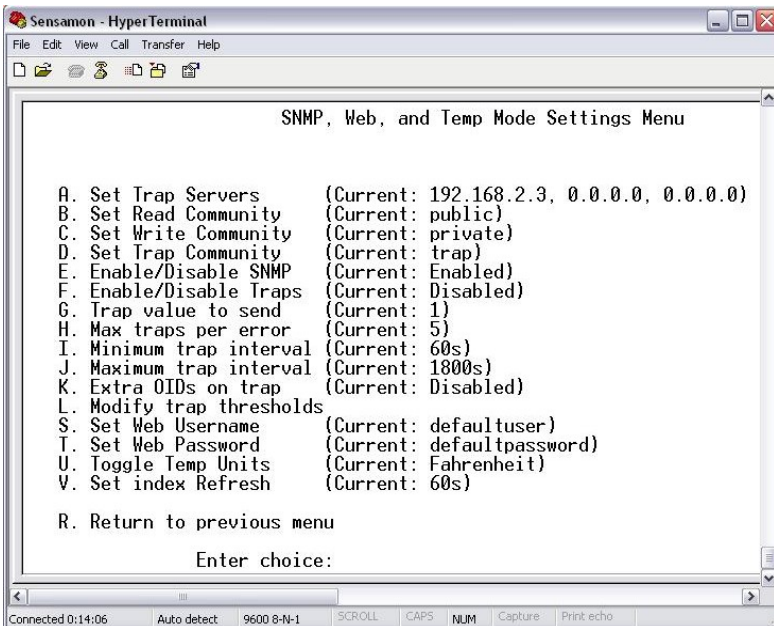 Sensamon - HyperTerminal
File Edit View Call Transfer Help
SNMP, Web, and Temp Mode Settings Menu
A. Set Trap Servers (Current: 192.168.2.3, 0.0.0.0, 0.0.0.0)
B. Set Read Community (Current: public)
C. Set Write Community (Current: private)
D. Set Trap Community (Current: trap)
E. Enable/Disable SNMP (Current: Enabled)
F. Enable/Disable Traps (Current: Disabled)
G. Trap value to send (Current: 1)
H. Max traps per error (Current: 5)
I. Minimum trap interval (Current: 60s)
J. Maximum trap interval (Current: 1800s)
K. Extra OIDs on trap (Current: Disabled)
L. Modify trap thresholds
S. Set Web Username (Current: defaultuser)
T. Set Web Password (Current: defaultpassword)
U. Toggle Temp Units (Current: Fahrenheit)
V. Set index Refresh (Current: 60s)
R. Return to previous menu
Enter choice:
Connected 0:14:06 Auto detect 9600 8-N-1 SCROLL CAPS NUM Capture Print echo